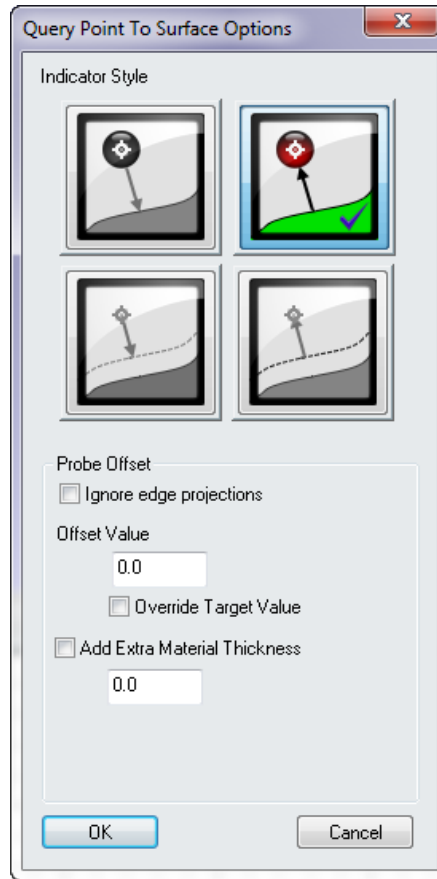 Query Point To Surface Options
Indicator Style
Probe Offset
Ignore edge projections
Offset Value
0.0
Override Target Value
Add Extra Material Thickness
0.0
OK
Cancel